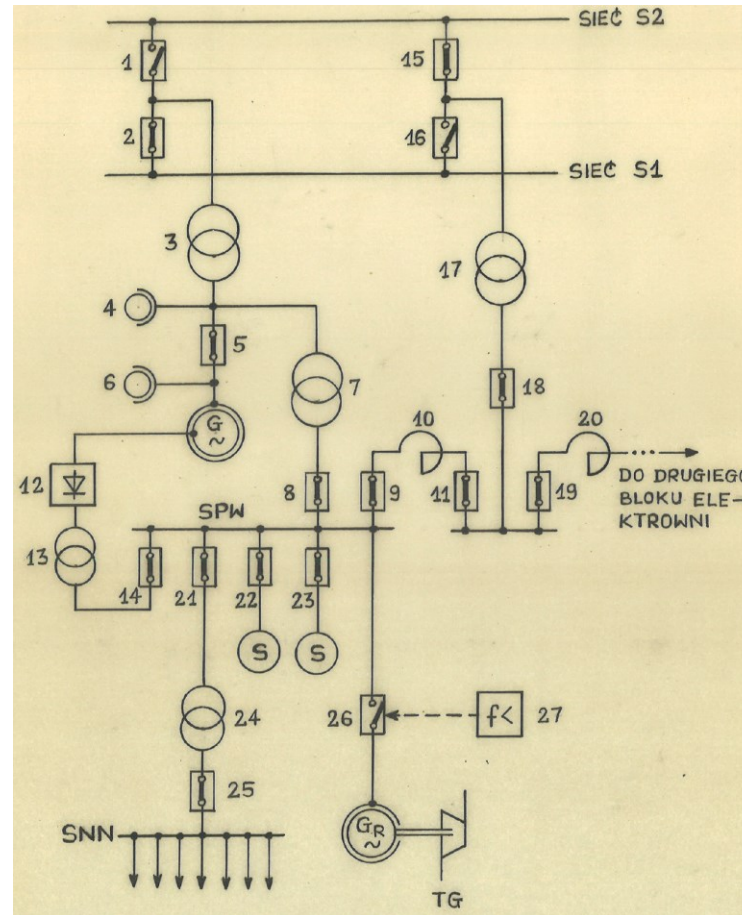 SIEĆ S2
1
15
2
16
SIEĆ S1
3
17
4
5
6
7
18
G
~
10
20
12
8
9
11
19
DO DRUGIEGO
BLOKU ELE-
KTROWNI
SPW
13
14
21
22
23
S
S
24
26
f<
27
25
SNN
GR
~
TG